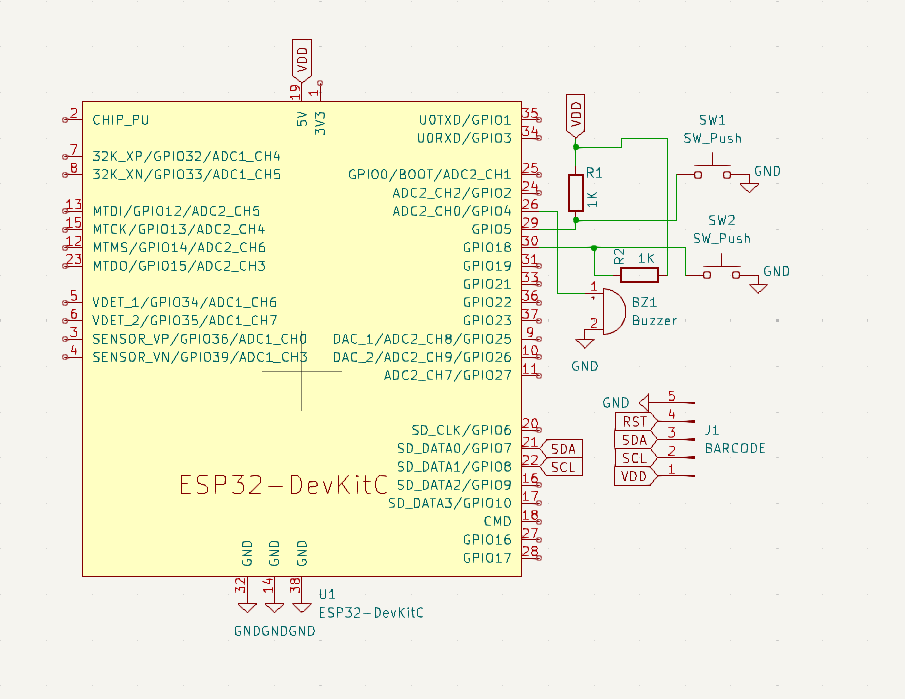 VDD
19
1
5V
3V3
2
CHIP_PU
7
32K_XP/GPIO32/ADC1_CH4
8
32K_XN/GPIO33/ADC1_CH5
13
MTDI/GPIO12/ADC2_CH5
15
MTCK/GPIO13/ADC2_CH4
12
MTMS/GPIO14/ADC2_CH6
23
MTDO/GPIO15/ADC2_CH3
5
VDET_1/GPIO34/ADC1_CH6
6
VDET_2/GPIO35/ADC1_CH7
3
SENSOR_VP/GPIO36/ADC1_CH0
4
SENSOR_VN/GPIO39/ADC1_CH3
U0TXD/GPIO1
35
U0RXD/GPIO3
34
GPIO0/BOOT/ADC2_CH1
25
ADC2_CH2/GPIO2
24
ADC2_CH0/GPIO4
26
GPIO5
29
GPIO18
30
GPIO19
31
GPIO21
33
GPIO22
36
GPIO23
37
DAC_1/ADC2_CH8/GPIO25
9
DAC_2/ADC2_CH9/GPIO26
10
ADC2_CH7/GPIO27
11
SD_CLK/GPIO6
20
SD_DATA0/GPIO7
21
SDA
SD_DATA1/GPIO8
22
SCL
SD_DATA2/GPIO9
16
SD_DATA3/GPIO10
17
CMD
18
GPIO16
27
GPIO17
28
ESP32-DevKitC
GND
GND
GND
32
14
38
GND
GND
GND
U1
ESP32-DevKitC
VDD
R1
1K
SW1
SW_Push
GND
SW2
SW_Push
GND
R2
1K
1
2
BZ1
Buzzer
GND
GND
5
RST
4
SDA
3
SCL
2
VDD
1
J1
BARCODE